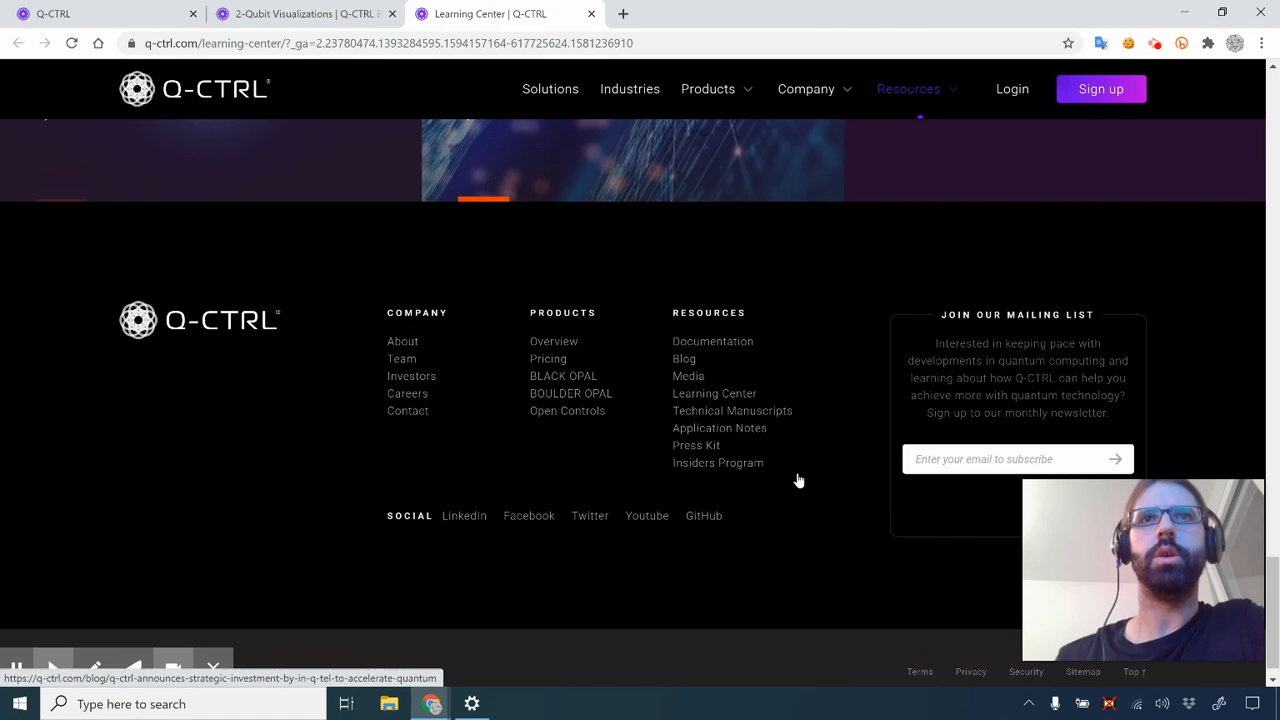 Q-CTRL
2-Qubit Visualizations | Q-CTRL
Learning Center | Q-CTRL
q-ctrl.com/learning-center/?_ga=2.23780474.1393284595.1594157164-617725624.1581236910
Q-CTRL
Solutions
Industries
Products
Company
Resources
Login
Sign up
Q-CTRL
COMPANY
About
Team
Investors
Careers
Contact
PRODUCTS
Overview
Pricing
BLACK OPAL
BOULDER OPAL
Open Controls
RESOURCES
Documentation
Blog
Media
Learning Center
Technical Manuscripts
Application Notes
Press Kit
Insiders Program
JOIN OUR MAILING LIST
Interested in keeping pace with
developments in quantum computing and
learning about how Q-CTRL can help you
achieve more with quantum technology?
Sign up to our monthly newsletter.
Enter your email to subscribe
SOCIAL LinkedIn Facebook Twitter Youtube GitHub
Terms Privacy Security Sitemap Top ↑
https://q-ctrl.com/blog/q-ctrl-announces-strategic-investment-by-in-q-tel-to-accelerate-quantum
Type here to search